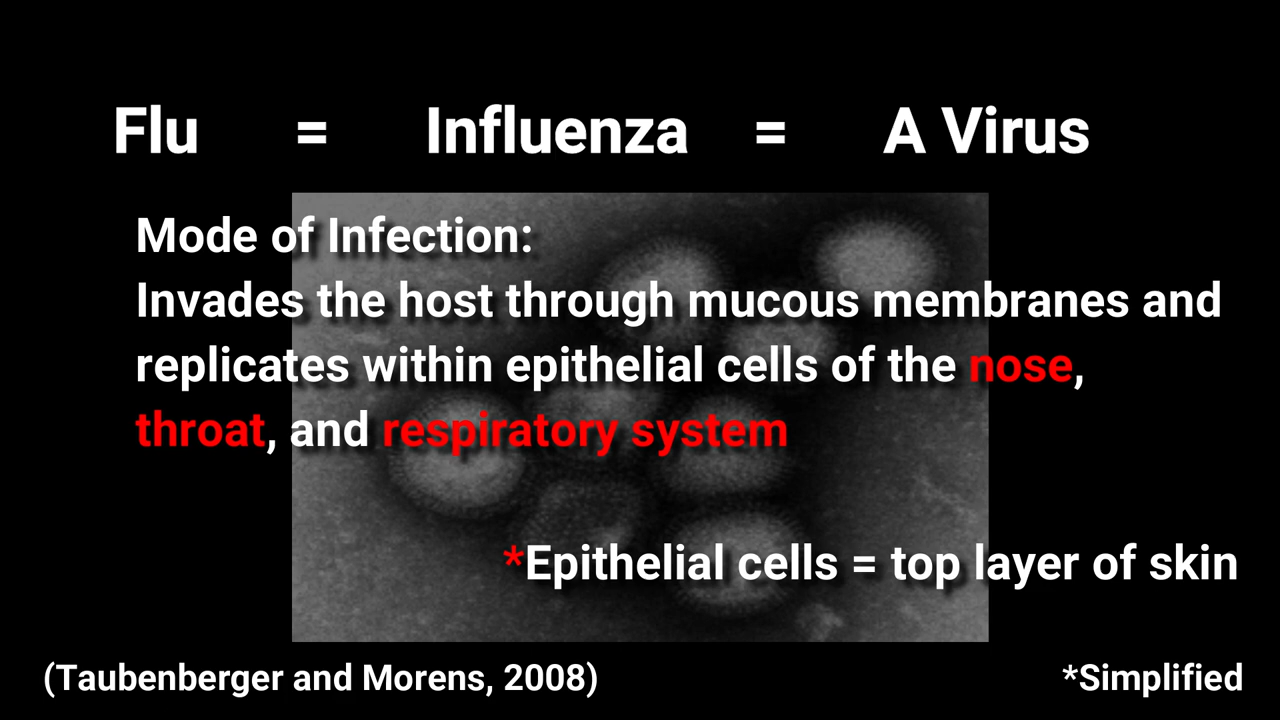 Flu = Influenza = A Virus
Mode of Infection:
Invades the host through mucous membranes and
replicates within epithelial cells of the nose,
throat, and respiratory system
*Epithelial cells = top layer of skin
(Taubenberger and Morens, 2008)
*Simplified